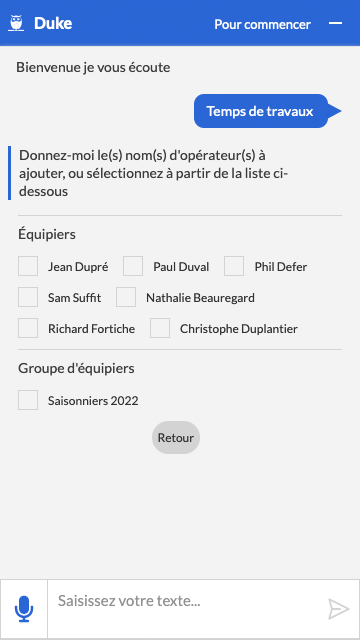 Duke
Pour commencer
Bienvenue je vous écoute
Temps de travaux
Donnez-moi le(s) nom(s) d'opérateur(s) à
ajouter, ou sélectionnez à partir de la liste ci-
dessous
Équipiers
Jean Dupré Paul Duval Phil Defer
Sam Suffit Nathalie Beauregard
Richard Fortiche Christophe Duplantier
Groupe d'équipiers
Saisonniers 2022
Retour
Saisissez votre texte...